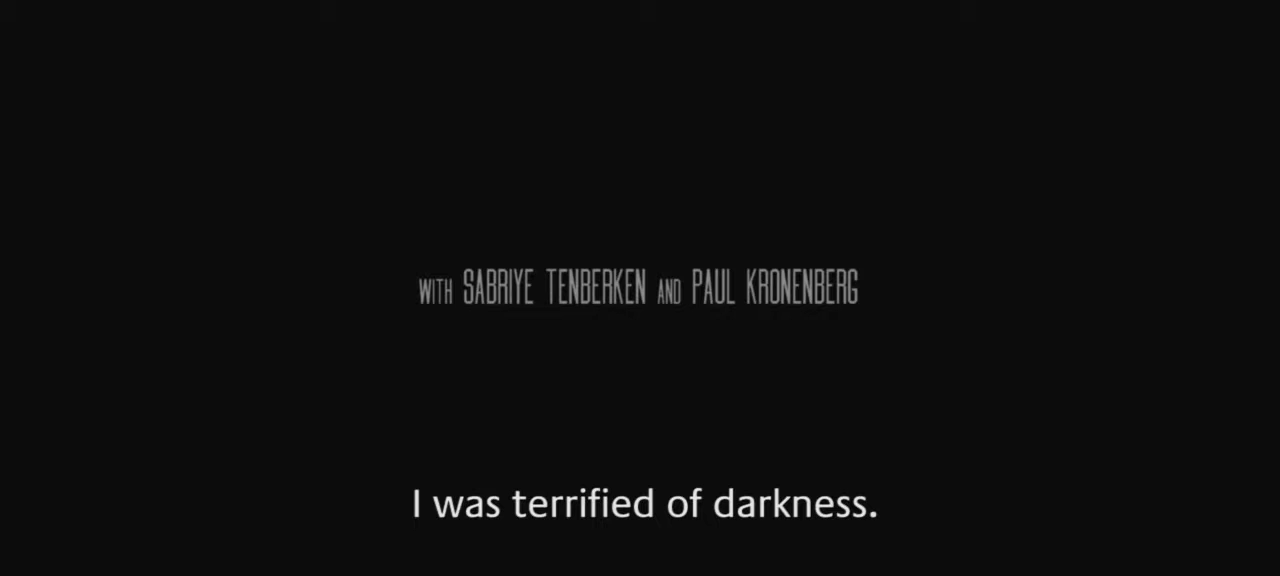 WITH SABRIYE TENBERKEN AND PAUL KRONENBERG
I was terrified of darkness.